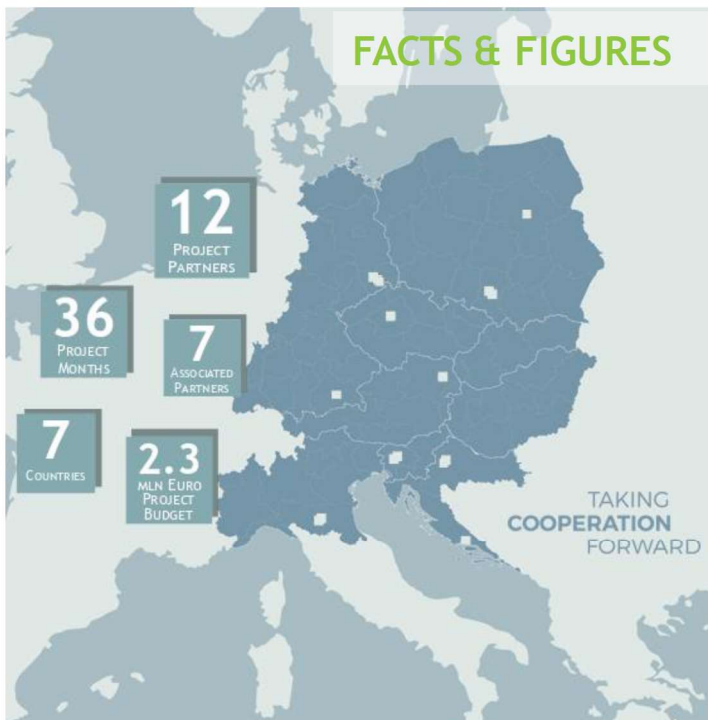 FACTS & FIGURES
12
PROJECT
PARTNERS
36
PROJECT
MONTHS
7
ASSOCIATED
PARTNERS
7
COUNTRIES
2.3
MLN EURO
PROJECT
BUDGET
TAKING
COOPERATION
FORWARD